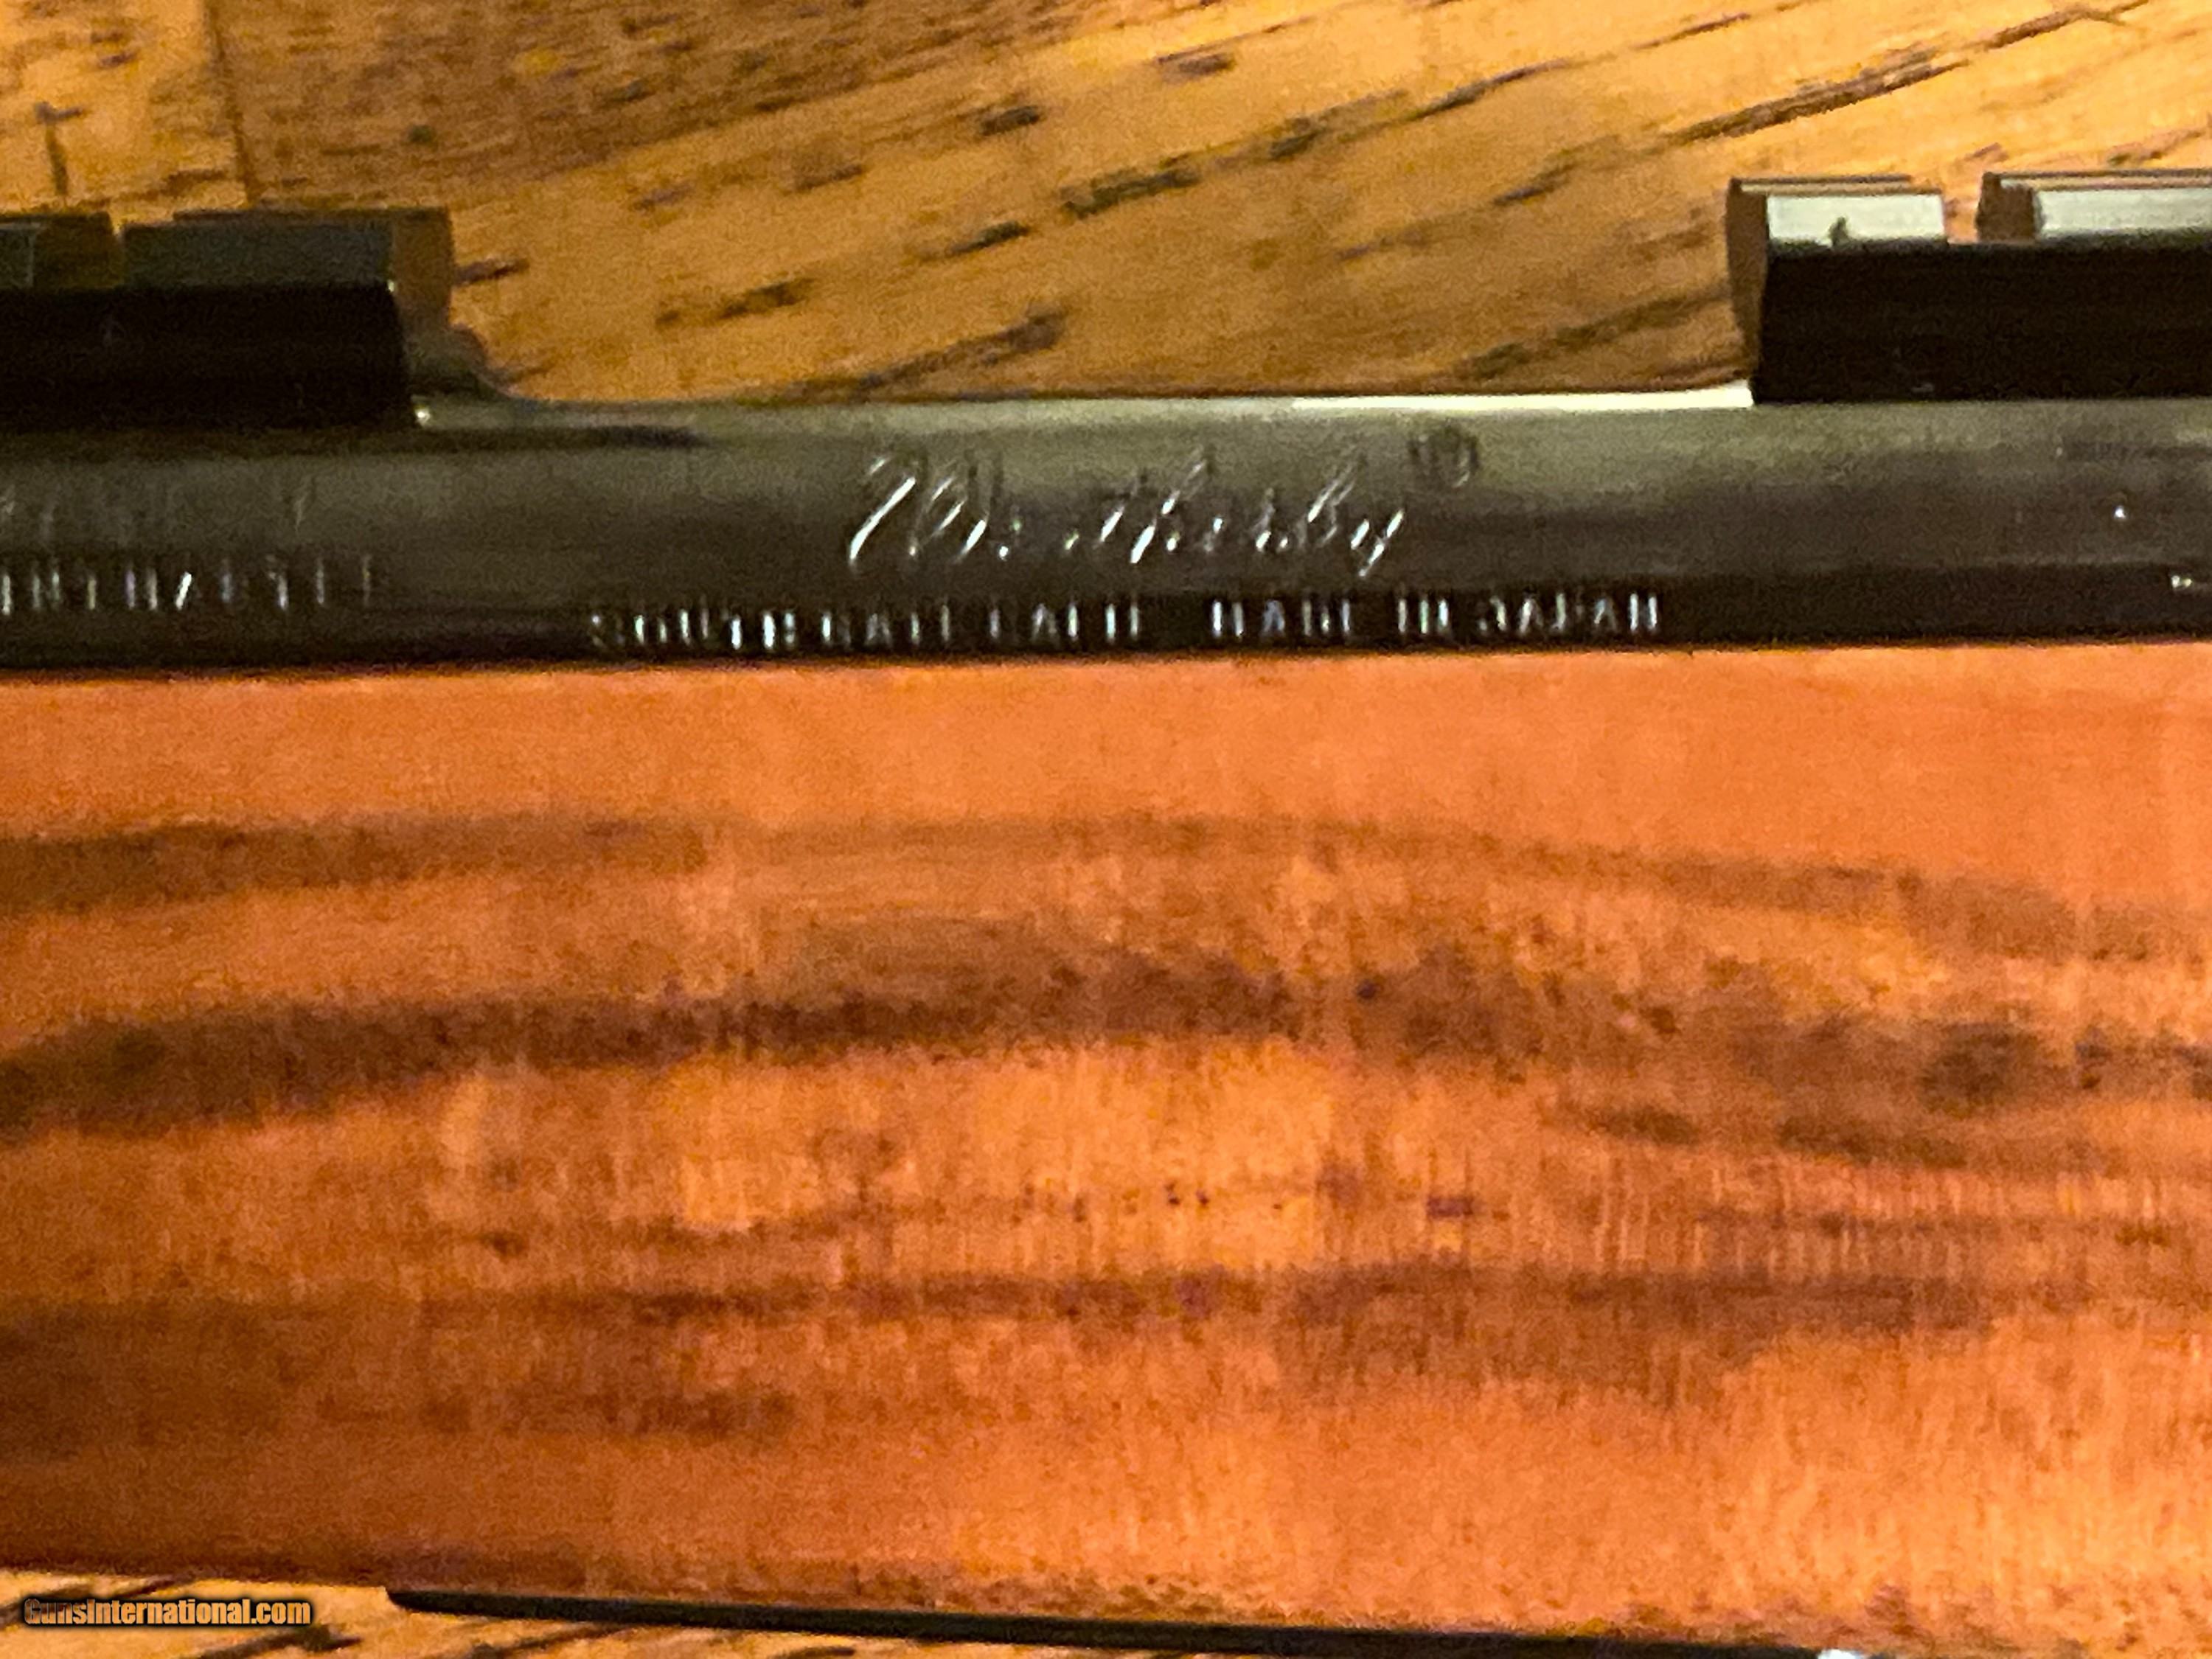 Weatherby®
SOUTH GATE CALIF MADE IN JAPAN
GunsInternational.com